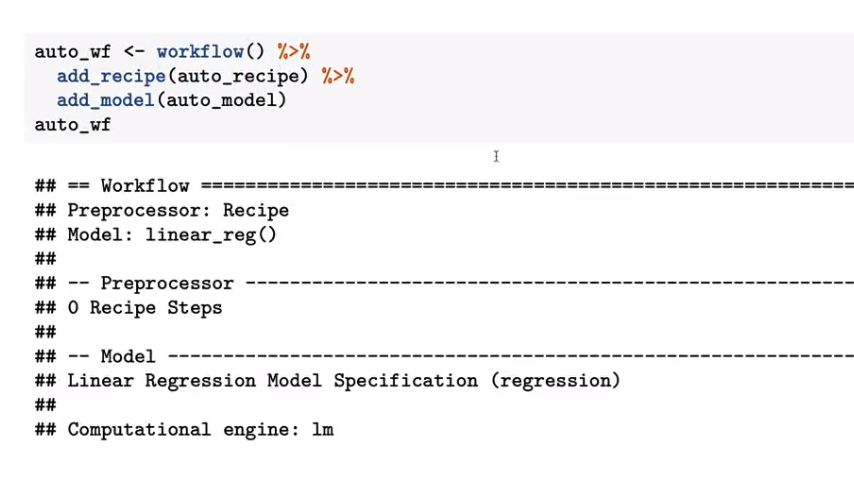 auto_wf <- workflow() %>%
  add_recipe(auto_recipe) %>%
  add_model(auto_model)
auto_wf
## == Workflow ===========================================================
## Preprocessor: Recipe
## Model: linear_reg()
##
## -- Preprocessor -------------------------------------------------------
## 0 Recipe Steps
##
## -- Model --------------------------------------------------------------
## Linear Regression Model Specification (regression)
##
## Computational engine: lm